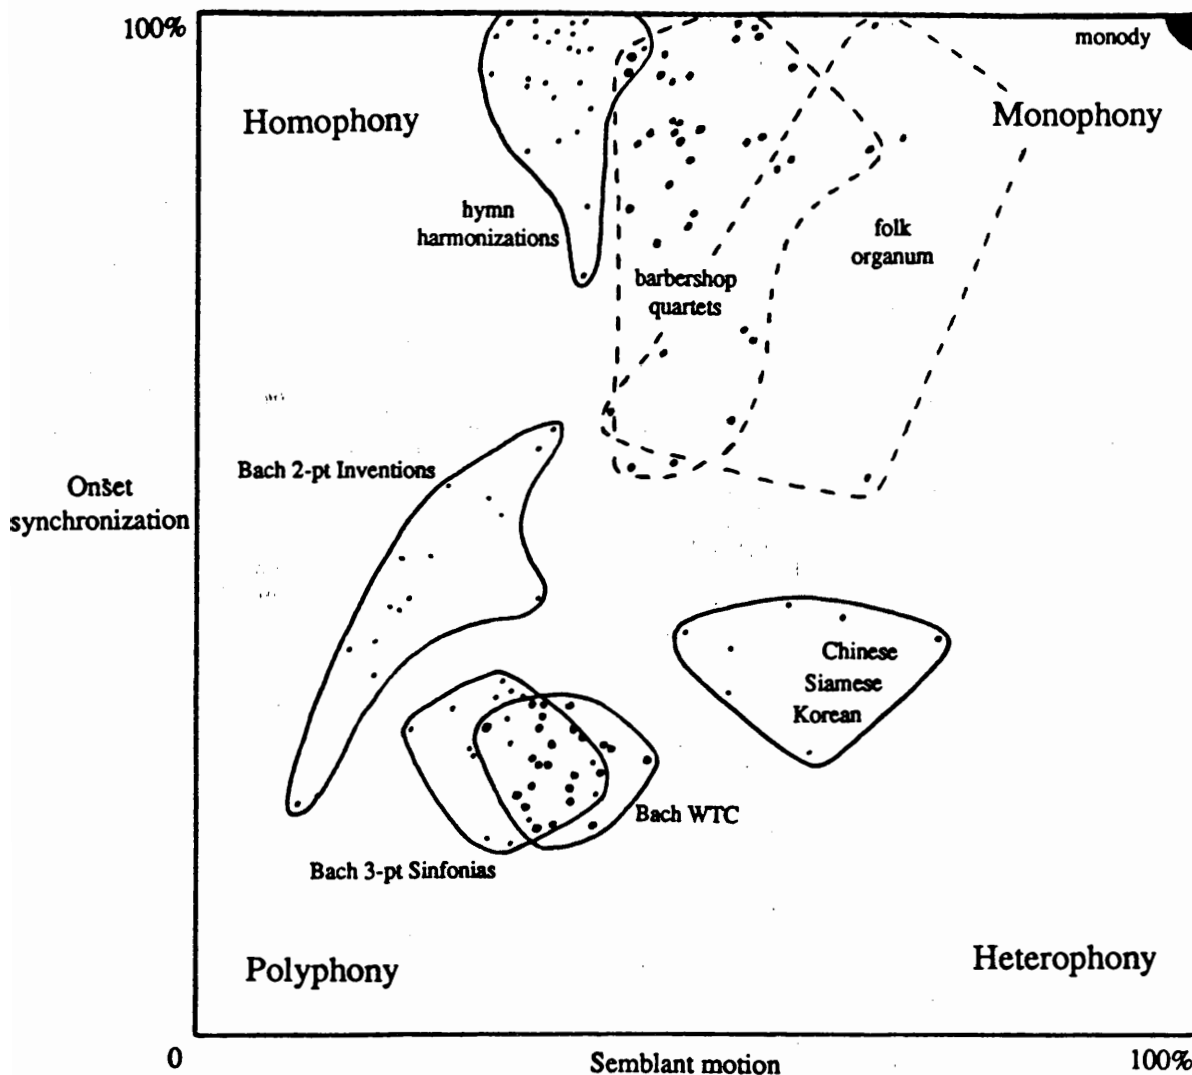 100%
monody
Homophony
Monophony
hymn
harmonizations
folk
organum
barbershop
quartets
Bach 2-pt Inventions
Onset
synchronization
Chinese
Siamese
Korean
Bach WTC
Bach 3-pt Sinfonias
Polyphony
Heterophony
0
Semblant motion
100%